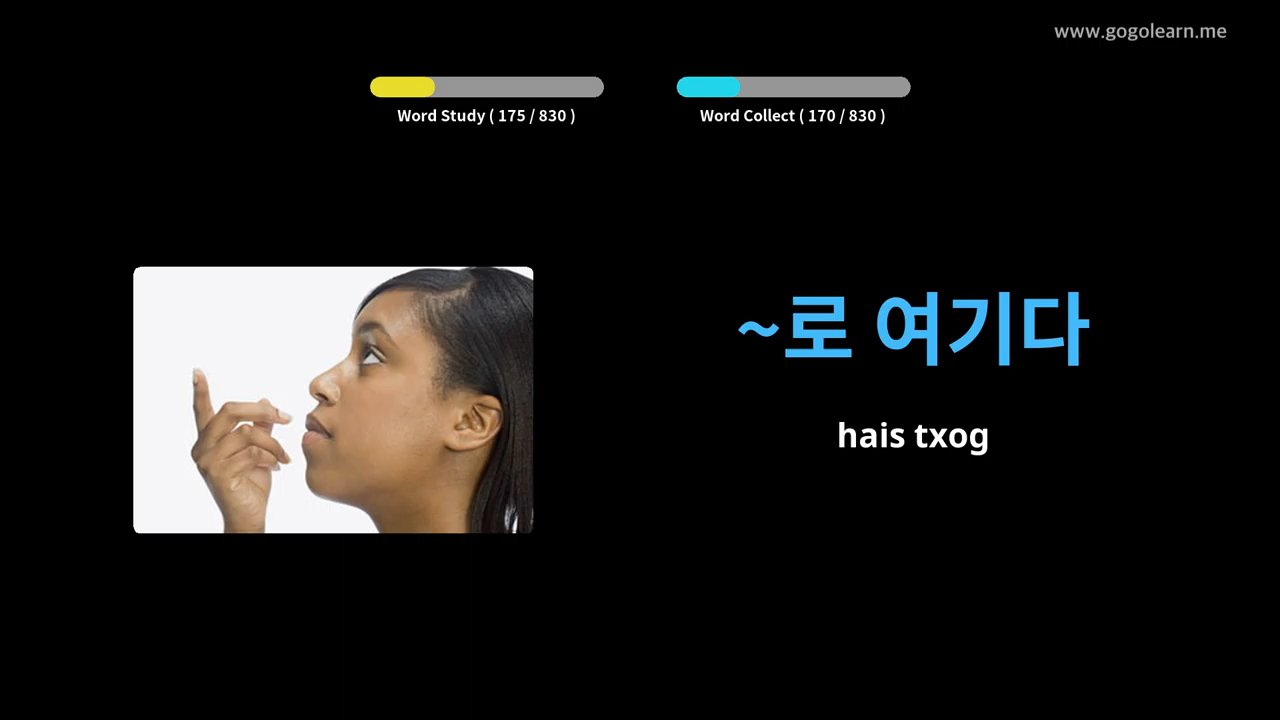 www.gogolearn.me
Word Study ( 175 / 830 )
Word Collect ( 170 / 830 )
~로 여기다
hais txog